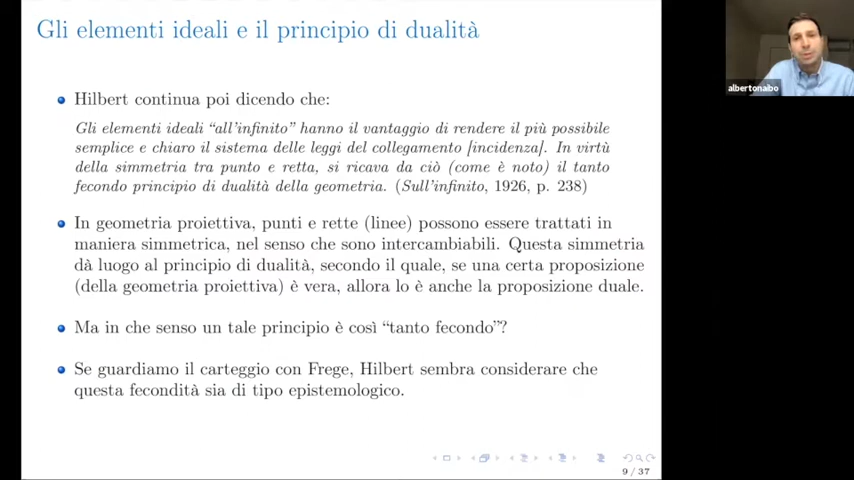 Gli elementi ideali e il principio di dualità
Hilbert continua poi dicendo che:
Gli elementi ideali “all’infinito” hanno il vantaggio di rendere il più possibile
semplice e chiaro il sistema delle leggi del collegamento [incidenza]. In virtù
della simmetria tra punto e retta, si ricava da ciò (come è noto) il tanto
fecondo principio di dualità della geometria. (Sull’infinito, 1926, p. 238)
In geometria proiettiva, punti e rette (linee) possono essere trattati in
maniera simmetrica, nel senso che sono intercambiabili. Questa simmetria
dà luogo al principio di dualità, secondo il quale, se una certa proposizione
(della geometria proiettiva) è vera, allora lo è anche la proposizione duale.
Ma in che senso un tale principio è così “tanto fecondo”?
Se guardiamo il carteggio con Frege, Hilbert sembra considerare che
questa fecondità sia di tipo epistemologico.
9 / 37
albertonaibo